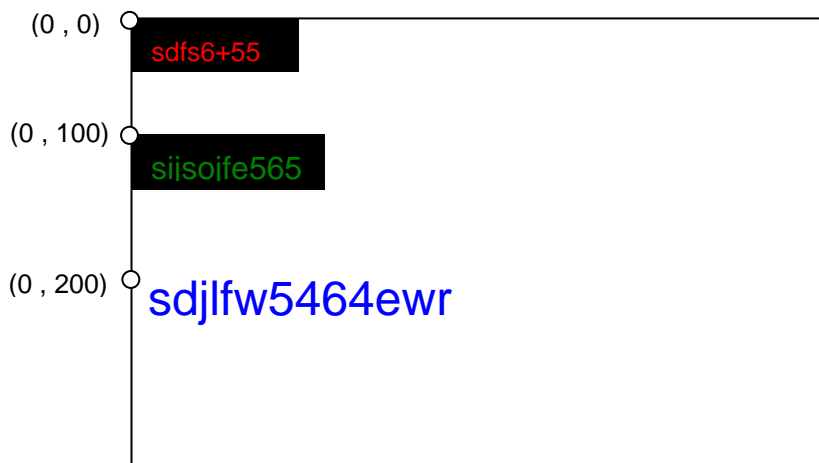 (0 , 0)
sdfs6+55
(0 , 100)
sijsojfe565
(0 , 200)
sdjlfw5464ewr